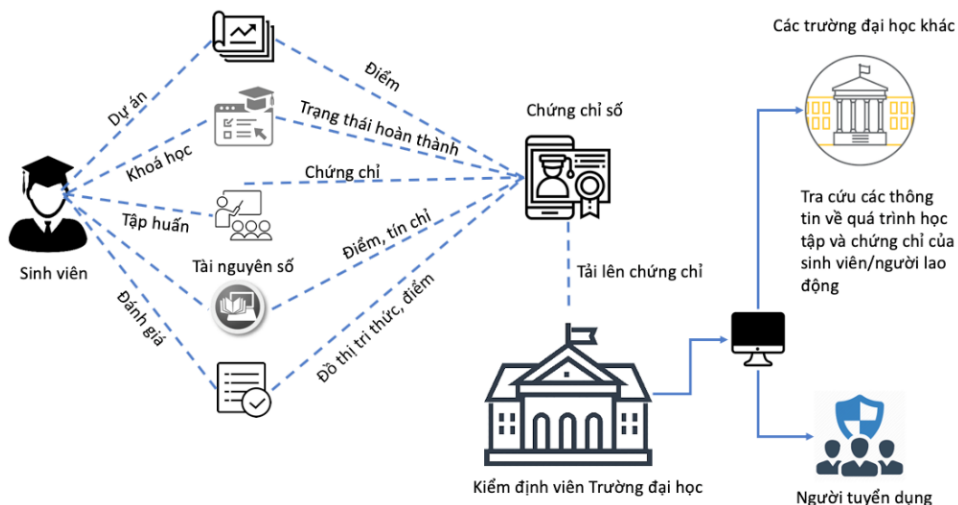 Các trường đại học khác
Dự án
Điểm
Khoá học
Trạng thái hoàn thành
Chứng chỉ số
Chứng chỉ
Tập huấn
Điểm, tín chỉ
Sinh viên
Tài nguyên số
Đánh giá
Đồ thị tri thức, điểm
Tải lên chứng chỉ
Tra cứu các thông
tin về quá trình học
tập và chứng chỉ của
sinh viên/người lao
động
Kiểm định viên Trường đại học
Người tuyển dụng